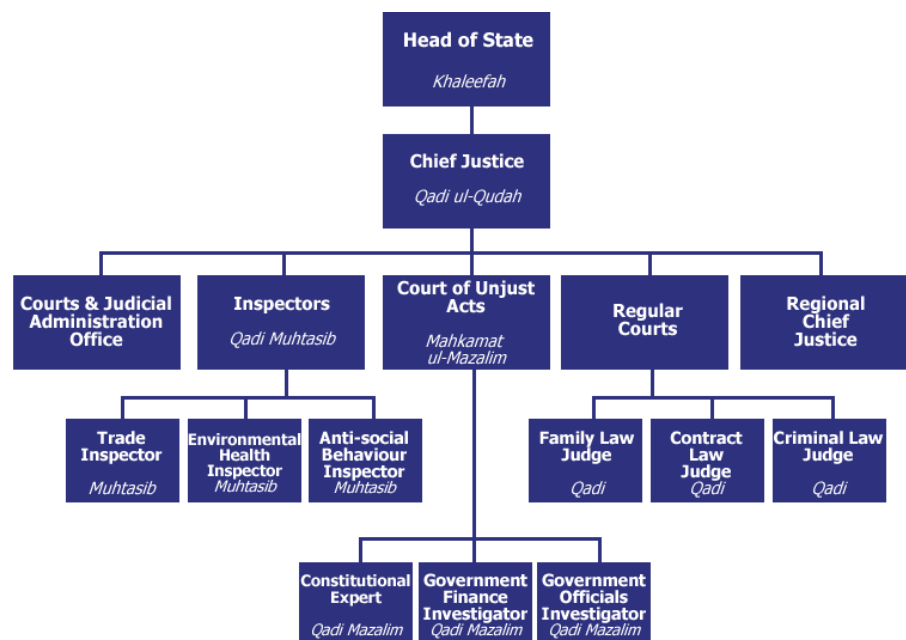 Head of State
Khaleefah
Chief Justice
Qadi ul-Qudah
Courts & Judicial
Administration
Office
Inspectors
Qadi Muhtasib
Court of Unjust
Acts
Mahkamat
ul-Mazalim
Regular
Courts
Regional
Chief
Justice
Trade
Inspector
Muhtasib
Environmental
Health
Inspector
Muhtasib
Anti-social
Behaviour
Inspector
Muhtasib
Family Law
Judge
Qadi
Contract
Law
Judge
Qadi
Criminal Law
Judge
Qadi
Constitutional
Expert
Qadi Mazalim
Government
Finance
Investigator
Qadi Mazalim
Government
Officials
Investigator
Qadi Mazalim